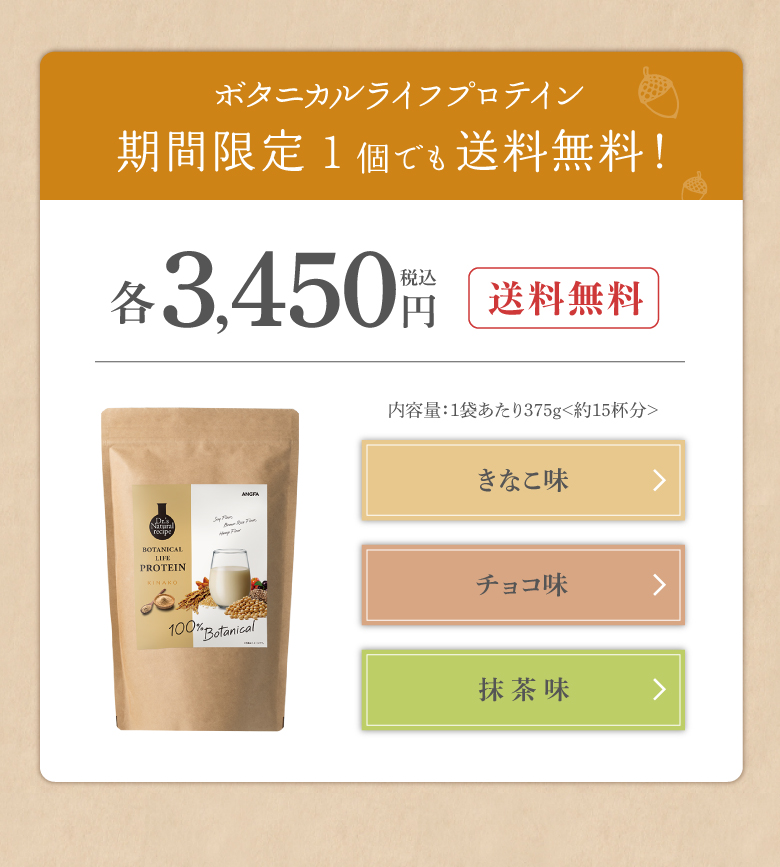 ボタニカルライフプロテイン
期間限定1個でも送料無料！
各3,450円 税込
送料無料
内容量：1袋あたり375g<約15杯分>
きなこ味
チョコ味
抹茶味
ANGFA
Soy Flour,
Brown Rice Flour,
Hemp Flour
Dr.'s
Natural
recipe
BOTANICAL
LIFE
PROTEIN
KINAKO
100% Botanical